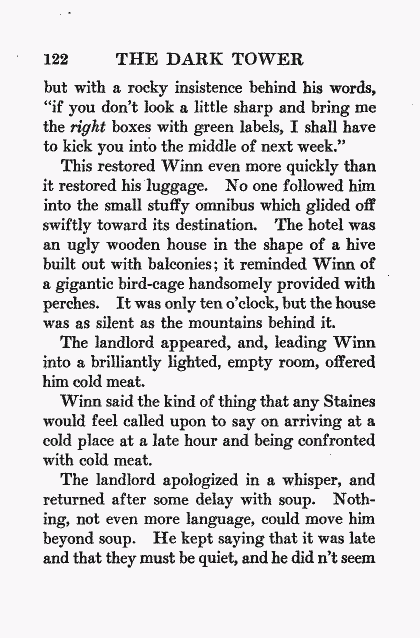 122 THE DARK TOWER
but with a rocky insistence behind his words,
“if you don’t look a little sharp and bring me
the right boxes with green labels, I shall have
to kick you into the middle of next week.”
This restored Winn even more quickly than
it restored his luggage. No one followed him
into the small stuffy omnibus which glided off
swiftly toward its destination. The hotel was
an ugly wooden house in the shape of a hive
built out with balconies; it reminded Winn of
a gigantic bird-cage handsomely provided with
perches. It was only ten o’clock, but the house
was as silent as the mountains behind it.
The landlord appeared, and, leading Winn
into a brilliantly lighted, empty room, offered
him cold meat.
Winn said the kind of thing that any Staines
would feel called upon to say on arriving at a
cold place at a late hour and being confronted
with cold meat.
The landlord apologized in a whisper, and
returned after some delay with soup. Noth-
ing, not even more language, could move him
beyond soup. He kept saying that it was late
and that they must be quiet, and he did n’t seem